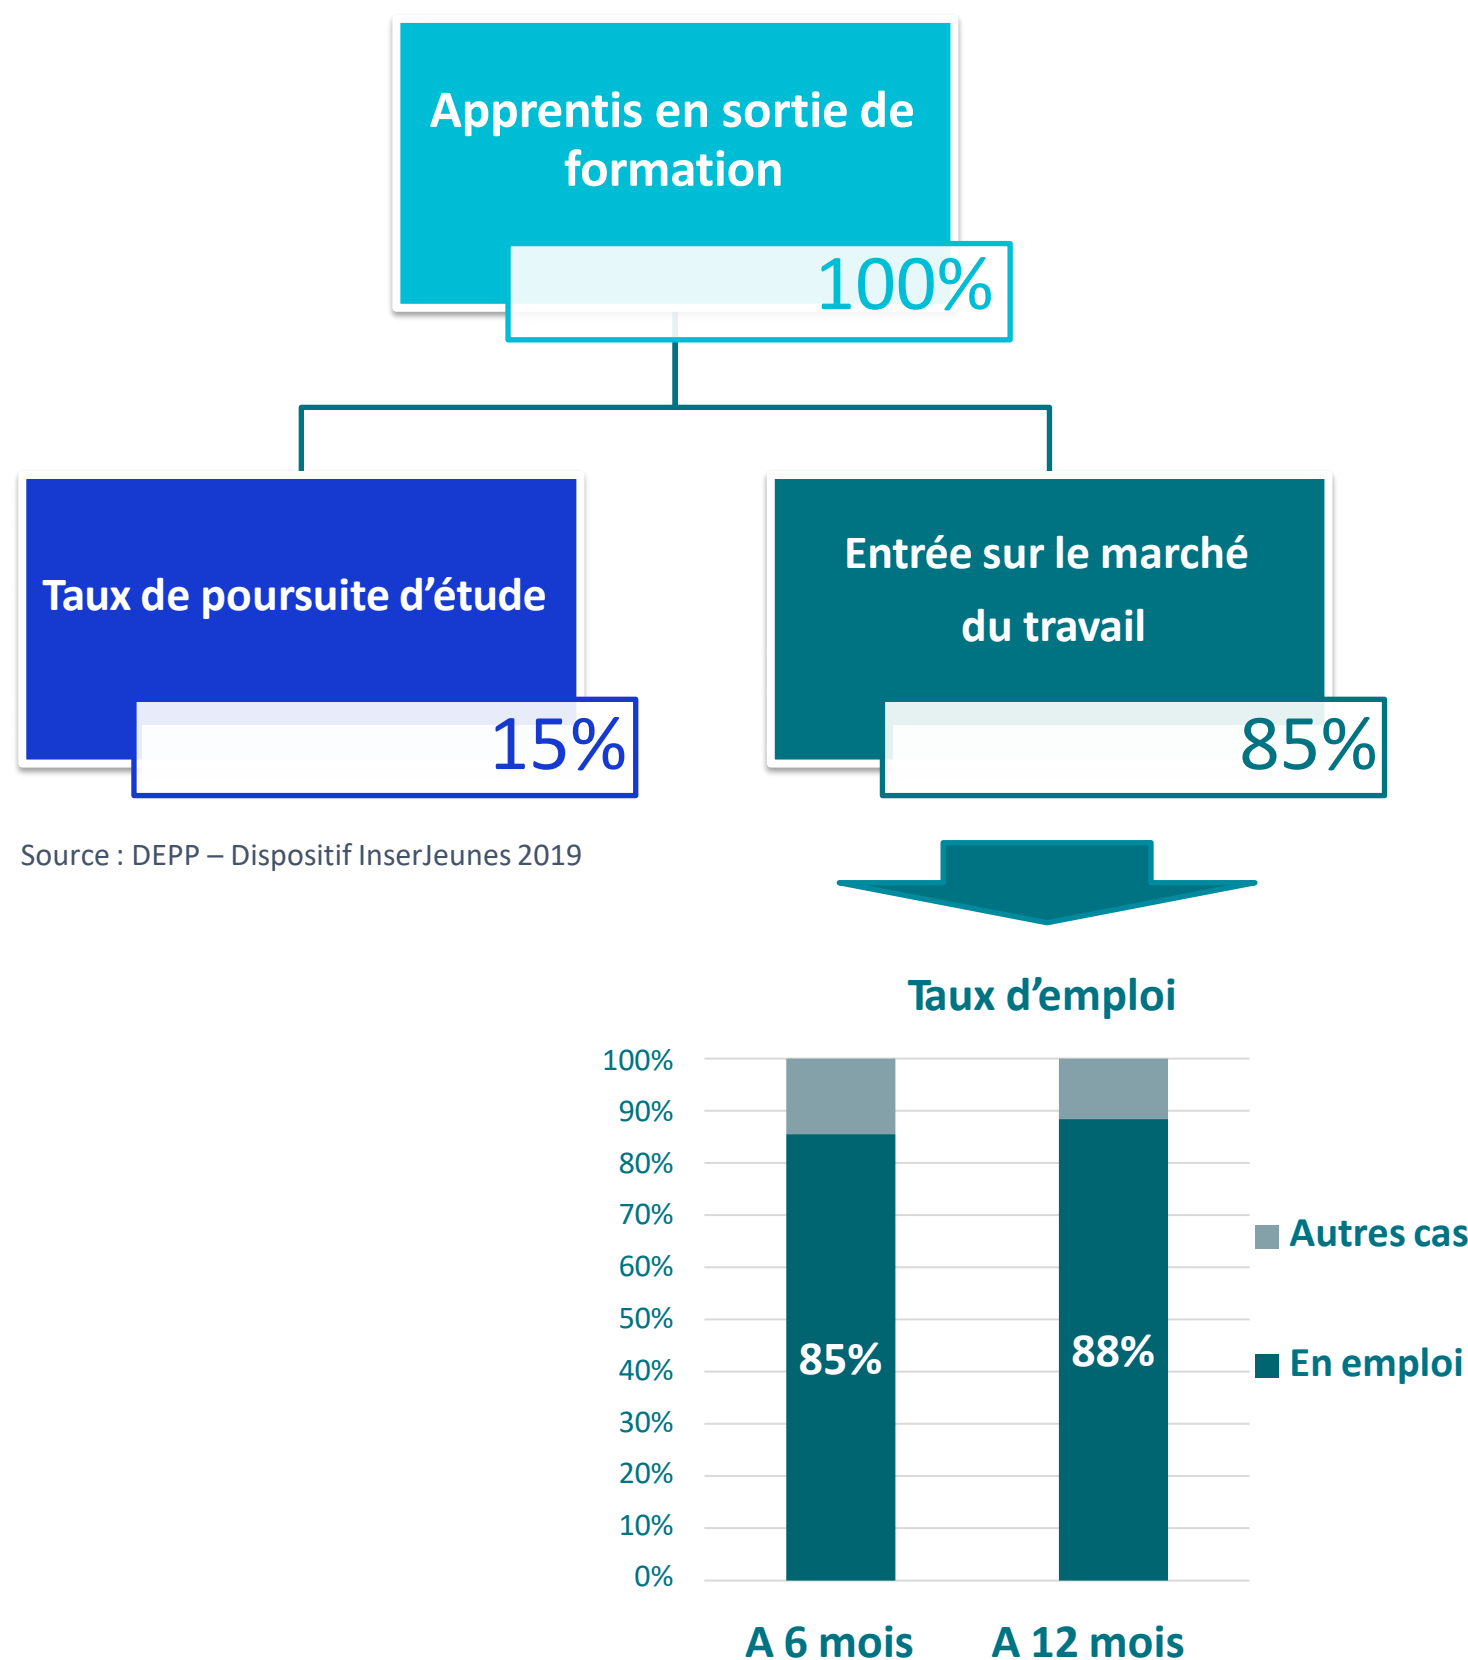 Apprentis en sortie de
formation
100%
Taux de poursuite d’étude
15%
Entrée sur le marché
du travail
85%
Source : DEPP – Dispositif InserJeunes 2019
Taux d’emploi
100%
90%
80%
70%
60%
50%
40%
30%
20%
10%
0%
85%
88%
A 6 mois
A 12 mois
Autres cas
En emploi